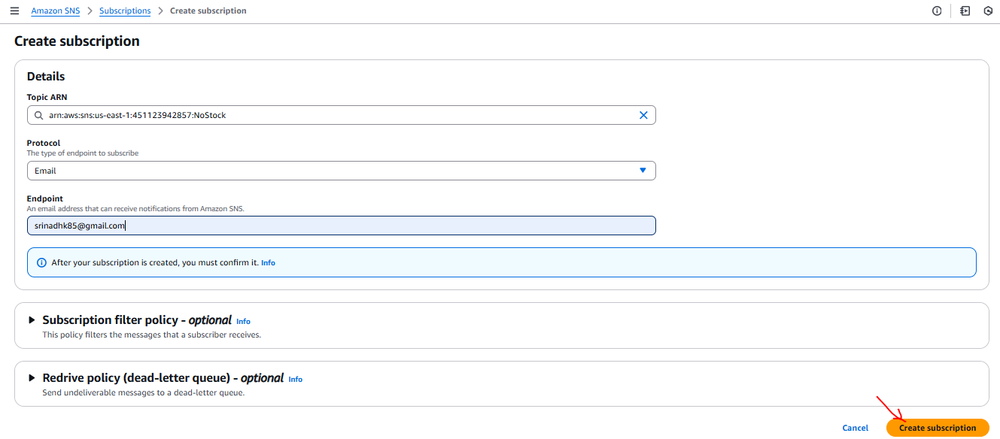 Amazon SNS > Subscriptions > Create subscription
Create subscription
Details
Topic ARN
arn:aws:sns:us-east-1:451123942857:NoStock
Protocol
The type of endpoint to subscribe
Email
Endpoint
An email address that can receive notifications from Amazon SNS.
srinadhk85@gmail.com
After your subscription is created, you must confirm it. Info
Subscription filter policy - optional Info
This policy filters the messages that a subscriber receives.
Redrive policy (dead-letter queue) - optional Info
Send undeliverable messages to a dead-letter queue.
Cancel Create subscription